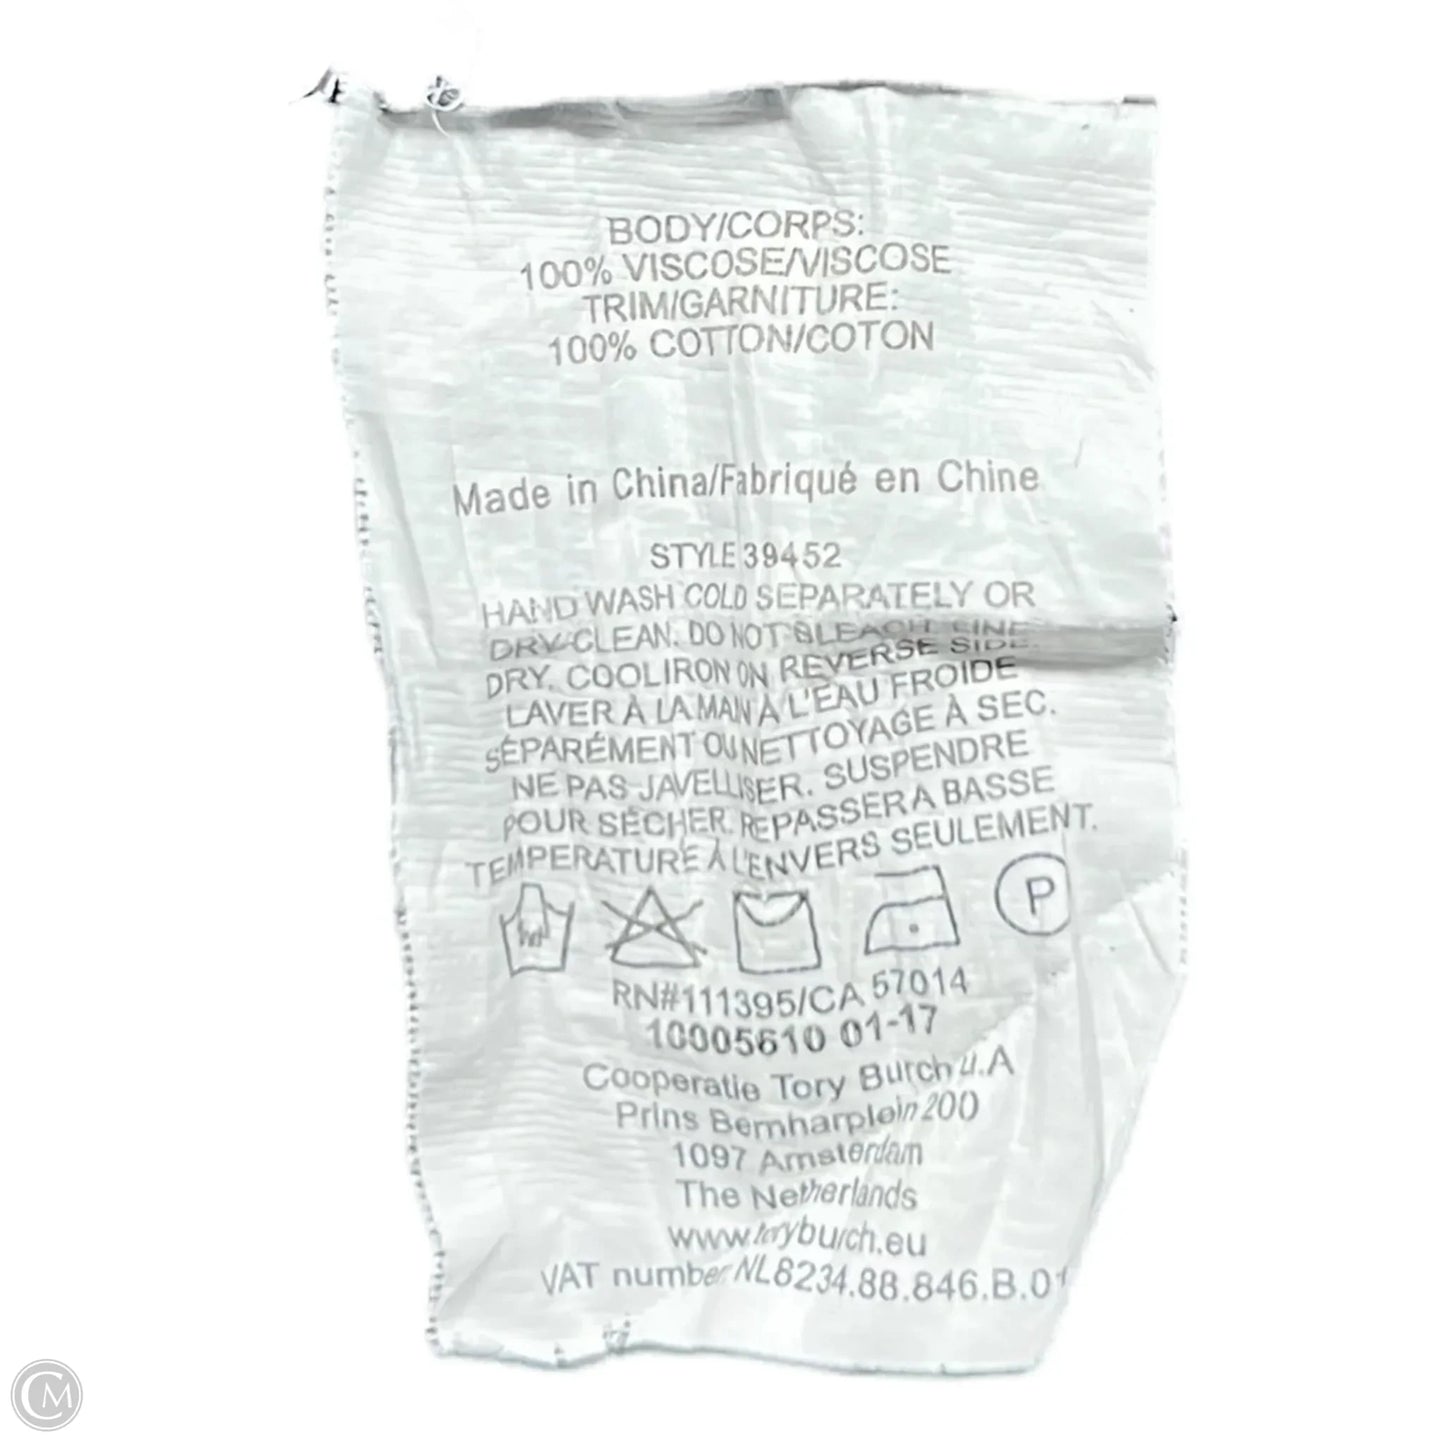 BODY/CORPS:
100% VISCOSE/VISCOSE
TRIM/GARNITURE:
100% COTTON/COTON
Made in China/Fabriqué en Chine
STYLE 39452
HAND WASH COLD SEPARATELY OR
DRY-CLEAN. DO NOT BLEACH. LINE
DRY. COOL IRON ON REVERSE SIDE.
LAVER À LA MAN À L'EAU FROIDE
SÉPARÉMENT OU NETTOYAGE À SEC.
NE PAS JAVELLISER. SUSPENDRE
POUR SÉCHER. REPASSER A BASSE
TEMPERATURE À L'ENVERS SEULEMENT.
P
RN#111395/CA 57014
10005610 01-17
Cooperatie Tory Burch U.A
Prins Bernharplein 200
1097 Amsterdam
The Netherlands
www.toryburch.eu
VAT number NL8234.88.846.B.01
CM